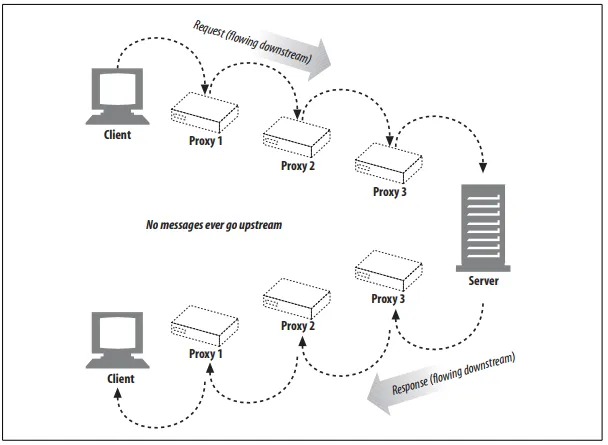 Request (flowing downstream)
Client
Proxy 1
Proxy 2
Proxy 3
No messages ever go upstream
Server
Proxy 3
Proxy 2
Proxy 1
Client
Response (flowing downstream)